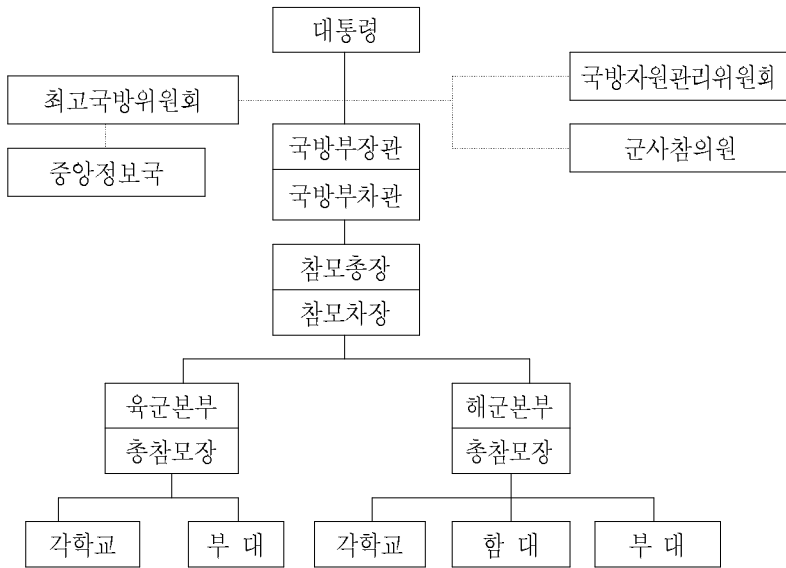 대통령
국방자원관리위원회
최고국방위원회
국방부장관
군사참의원
중앙정보국
국방부차관
참모총장
참모차장
육군본부
해군본부
총참모장
총참모장
각학교
부 대
각학교
함 대
부 대